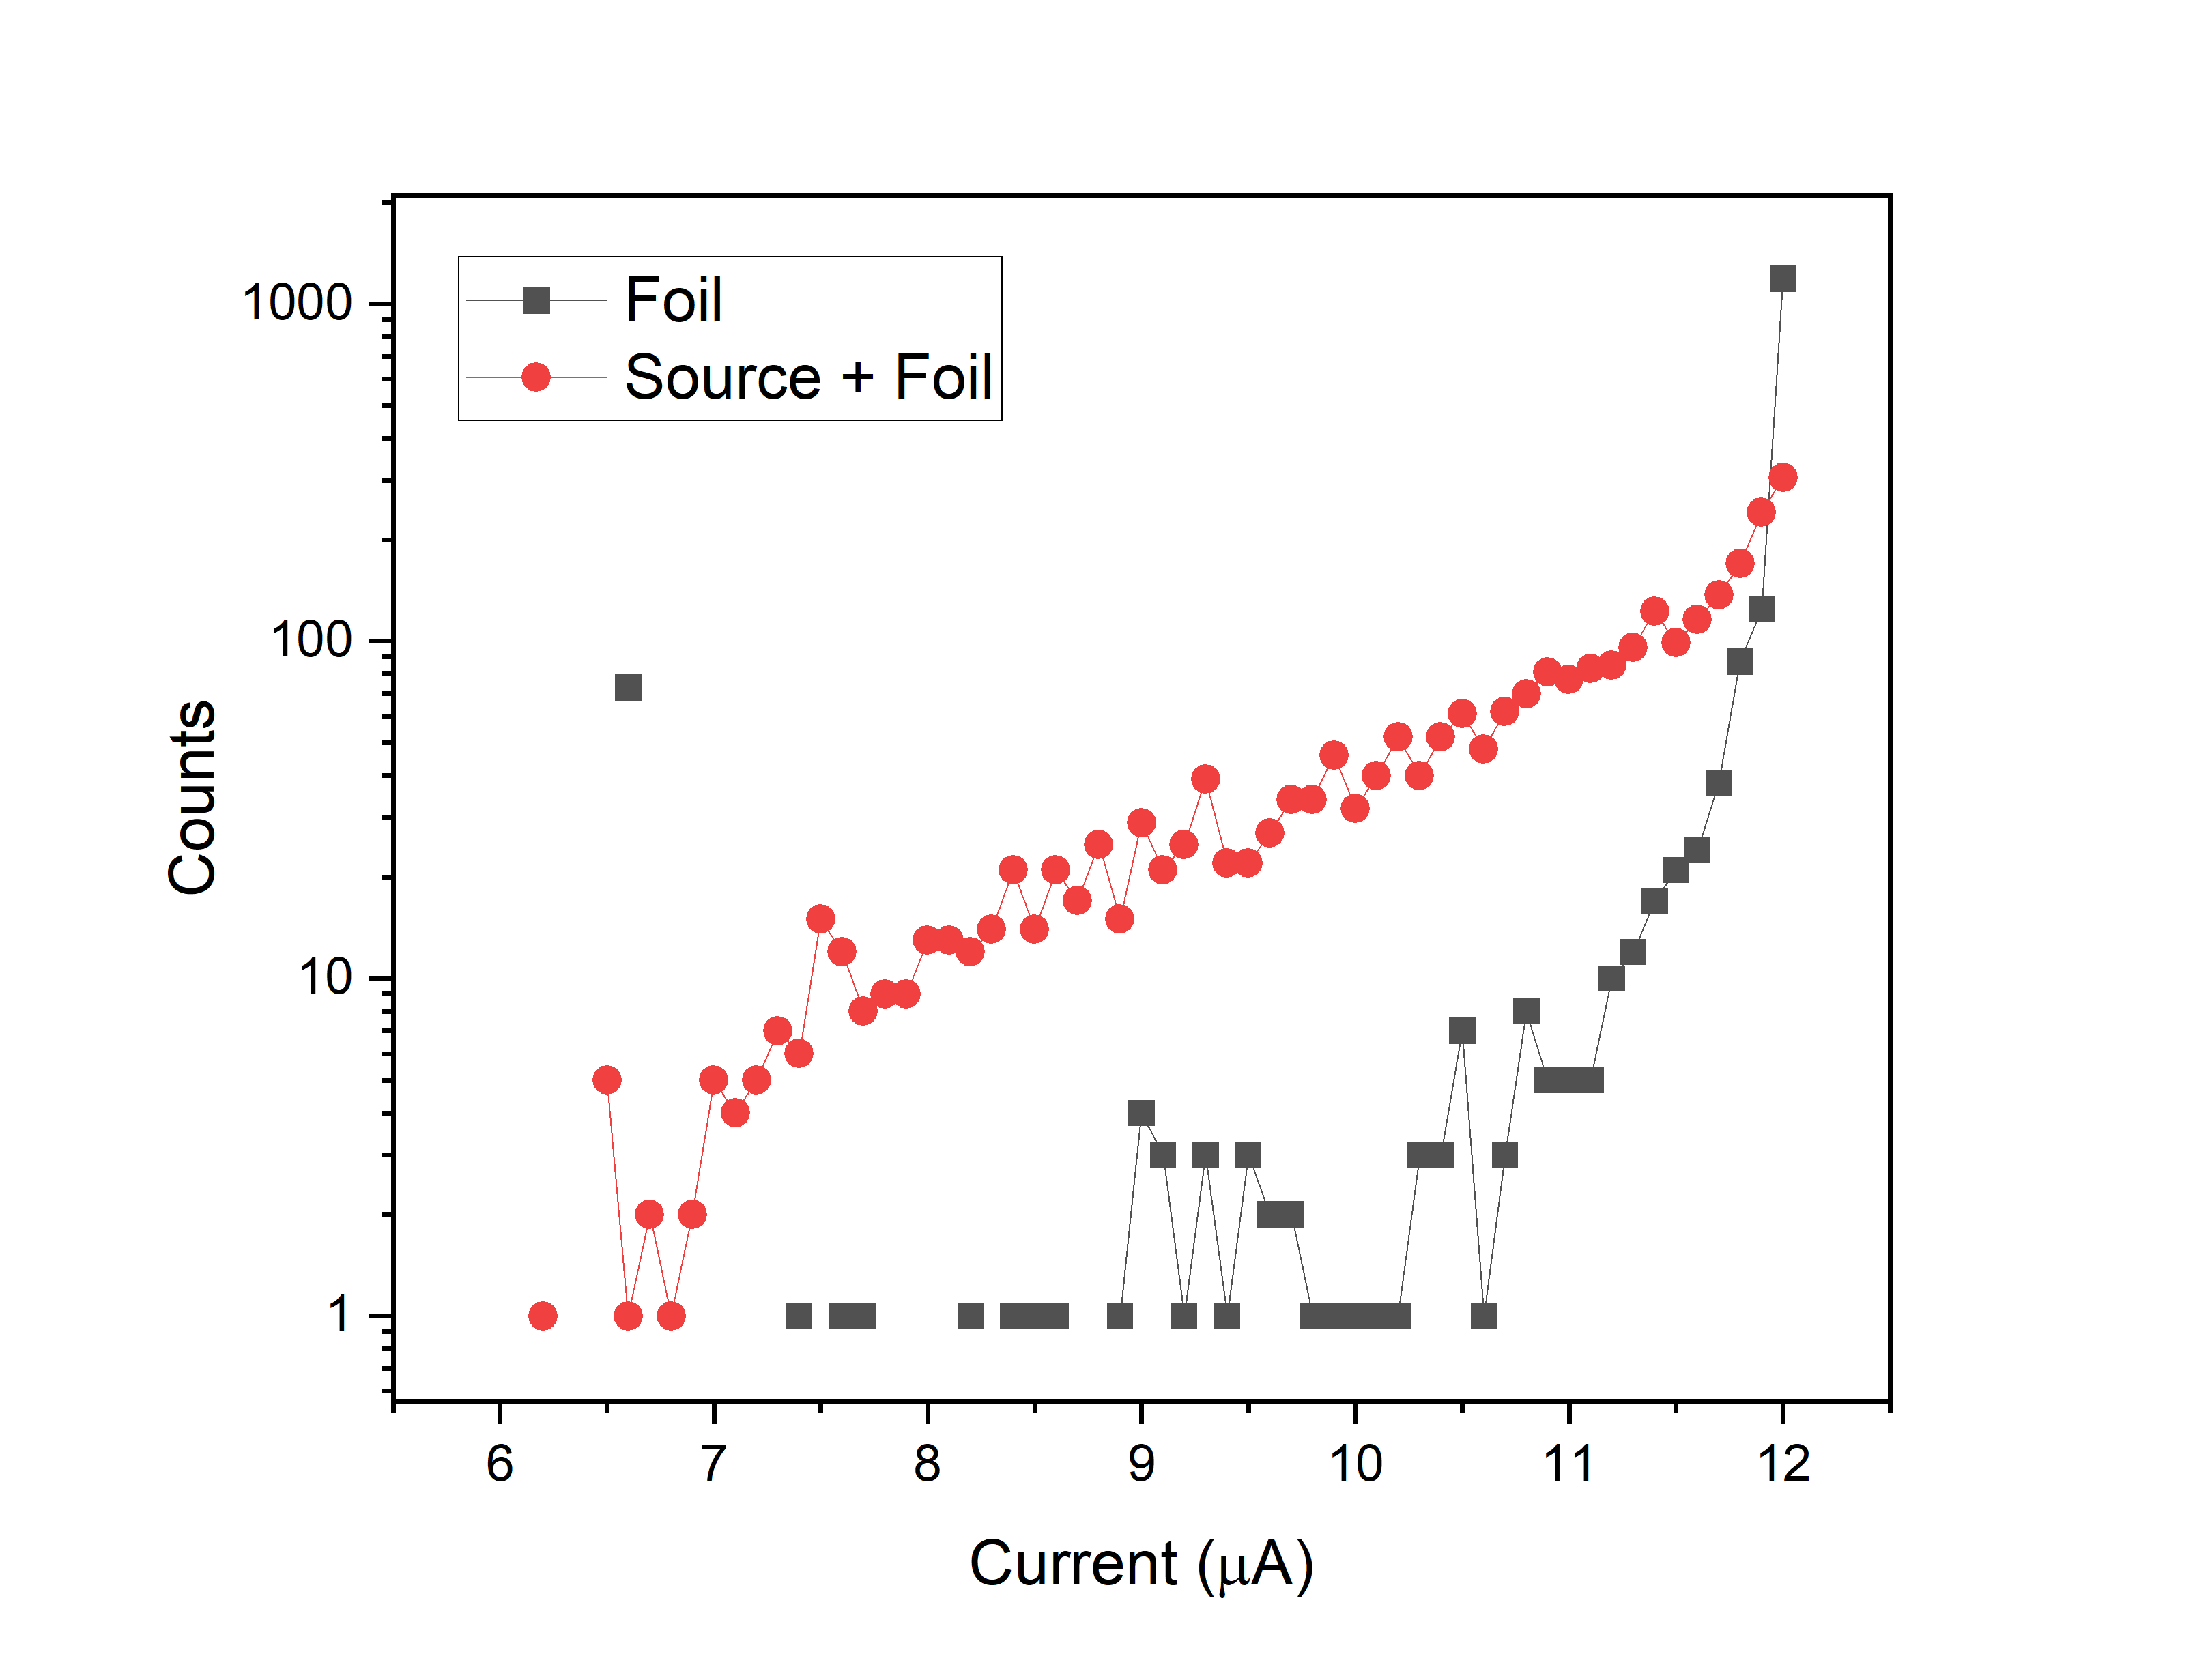 Foil
Source + Foil
1000
100
10
1
Counts
6 7 8 9 10 11 12
Current (μA)